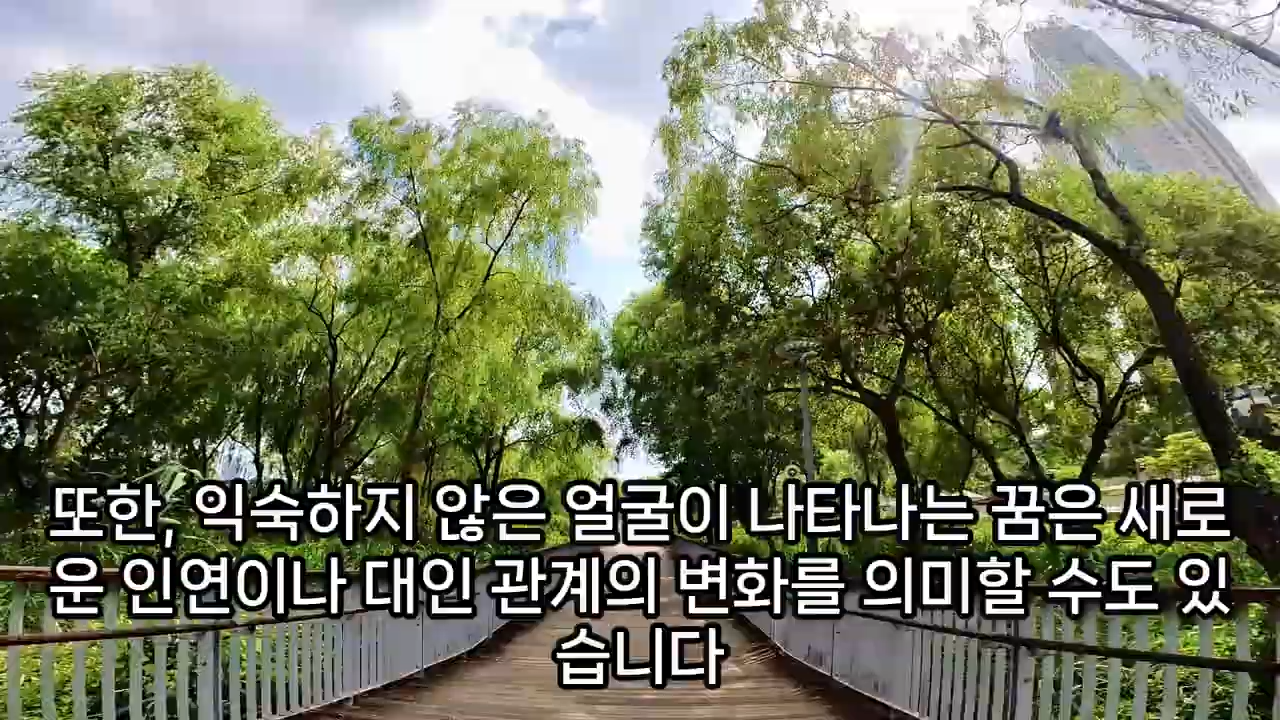 또한, 익숙하지 않은 얼굴이 나타나는 꿈은 새로
운 인연이나 대인 관계의 변화를 의미할 수도 있
습니다